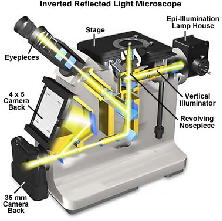 Inverted Reflected Light Microscope
Stage
Epi-Illumination
Lamp House
Eyepieces
4 x 5
Camera
Back
Vertical
Illuminator
Revolving
Nosepiece
35 mm
Camera
Back